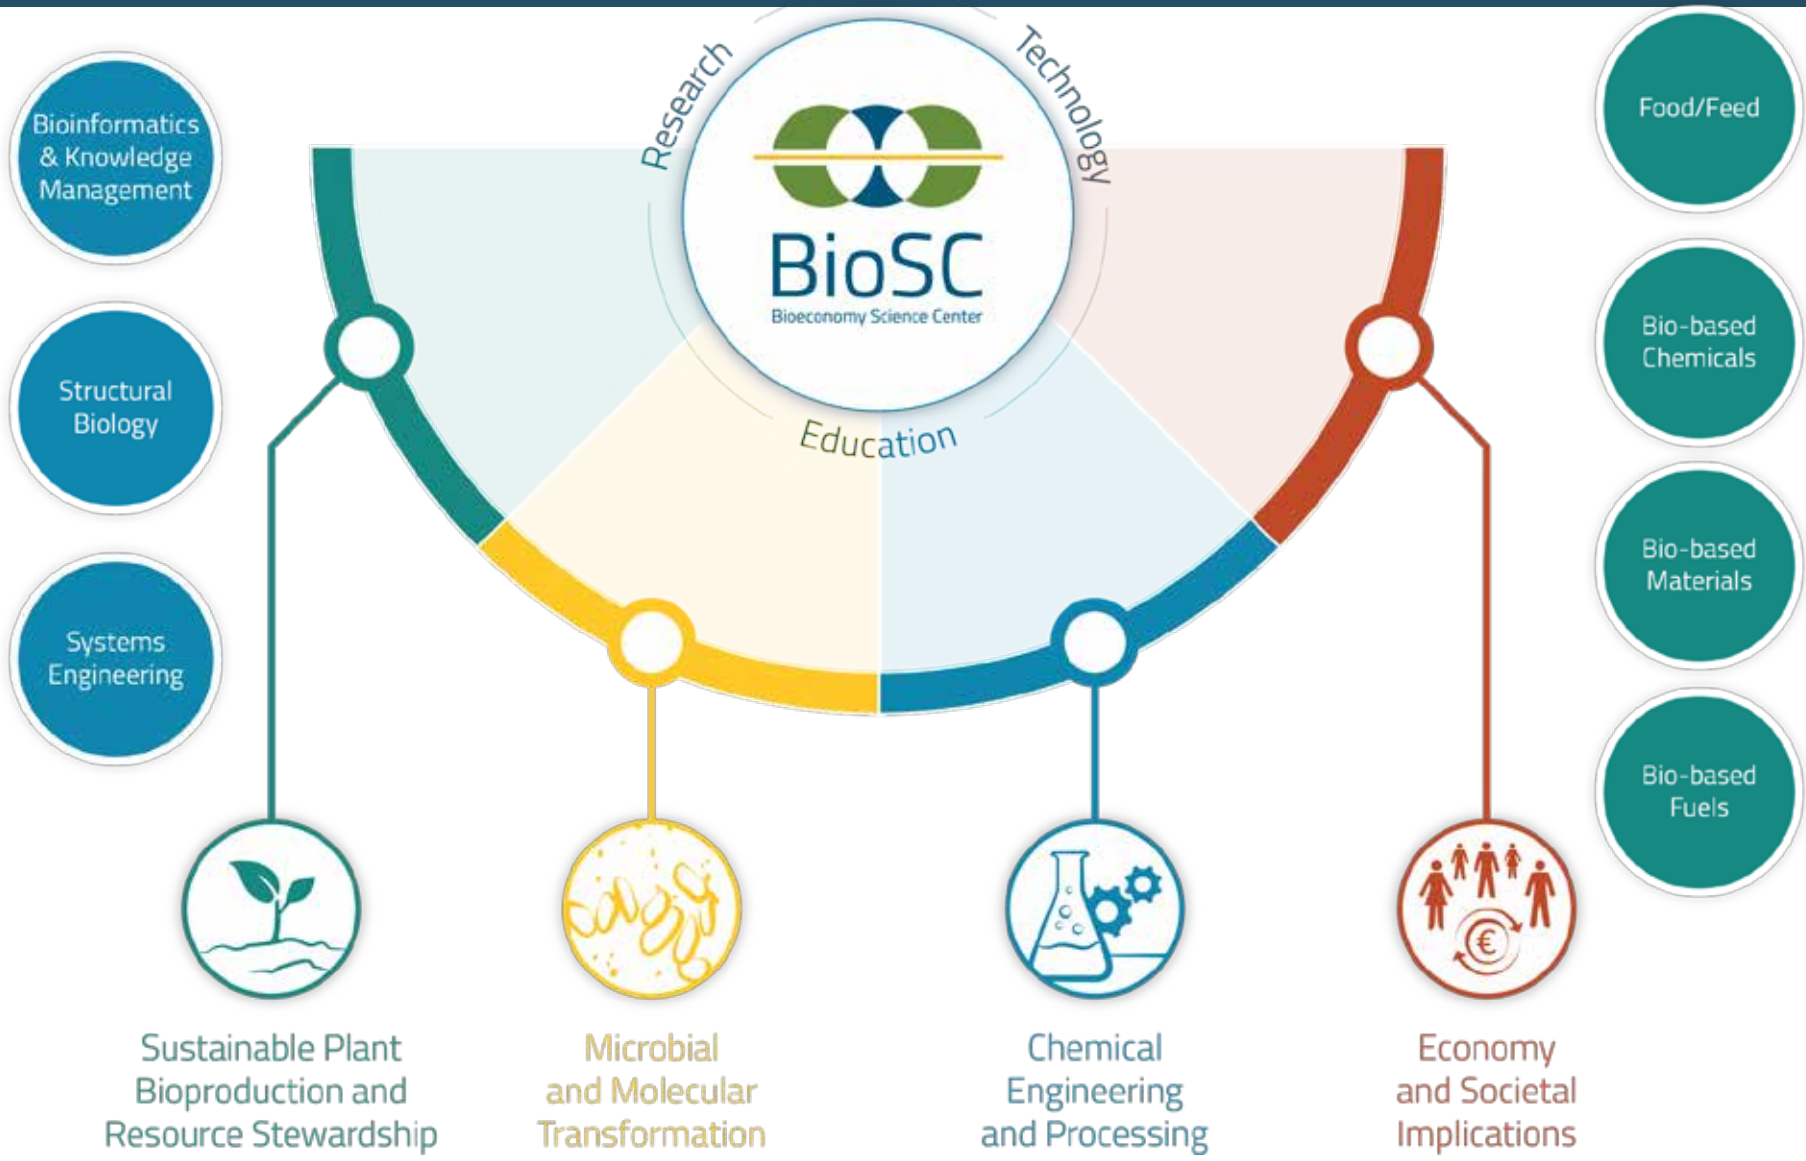 Research
Technology
BioSC
Bioeconomy Science Center
Education
Bioinformatics
& Knowledge
Management
Structural
Biology
Systems
Engineering
Food/Feed
Bio-based
Chemicals
Bio-based
Materials
Bio-based
Fuels
€
Sustainable Plant
Bioproduction and
Resource Stewardship
Microbial
and Molecular
Transformation
Chemical
Engineering
and Processing
Economy
and Societal
Implications